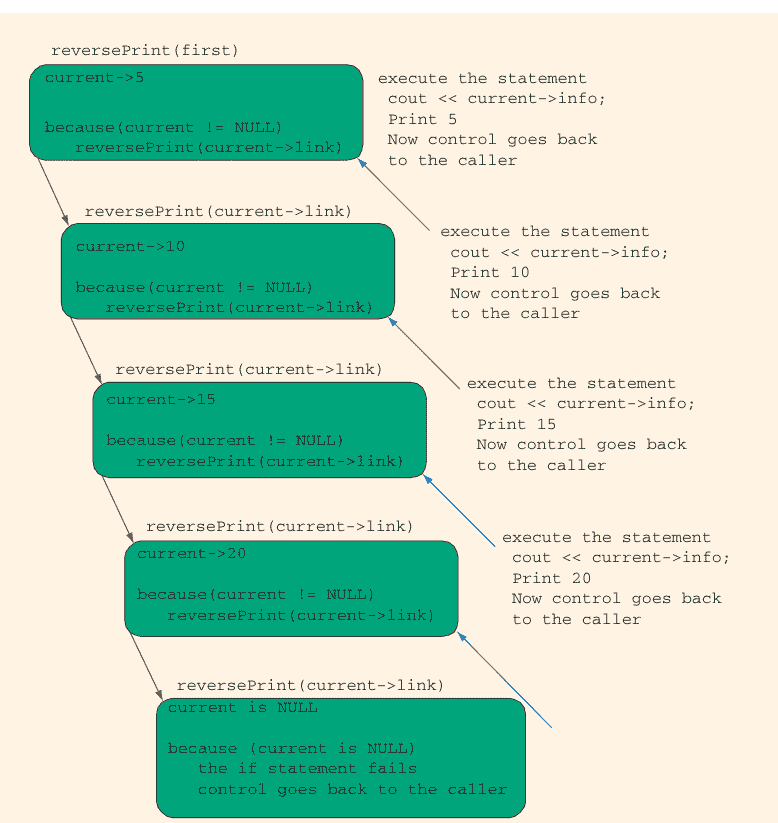 reversePrint(first)
current->5
because(current != NULL)
reversePrint(current->link)
execute the statement
cout << current->info;
Print 5
Now control goes back
to the caller
reversePrint(current->link)
current->10
because(current != NULL)
reversePrint(current->link)
execute the statement
cout << current->info;
Print 10
Now control goes back
to the caller
reversePrint(current->link)
current->15
because(current != NULL)
reversePrint(current->link)
execute the statement
cout << current->info;
Print 15
Now control goes back
to the caller
reversePrint(current->link)
current->20
because(current != NULL)
reversePrint(current->link)
execute the statement
cout << current->info;
Print 20
Now control goes back
to the caller
reversePrint(current->link)
current is NULL
because (current is NULL)
the if statement fails
control goes back to the caller